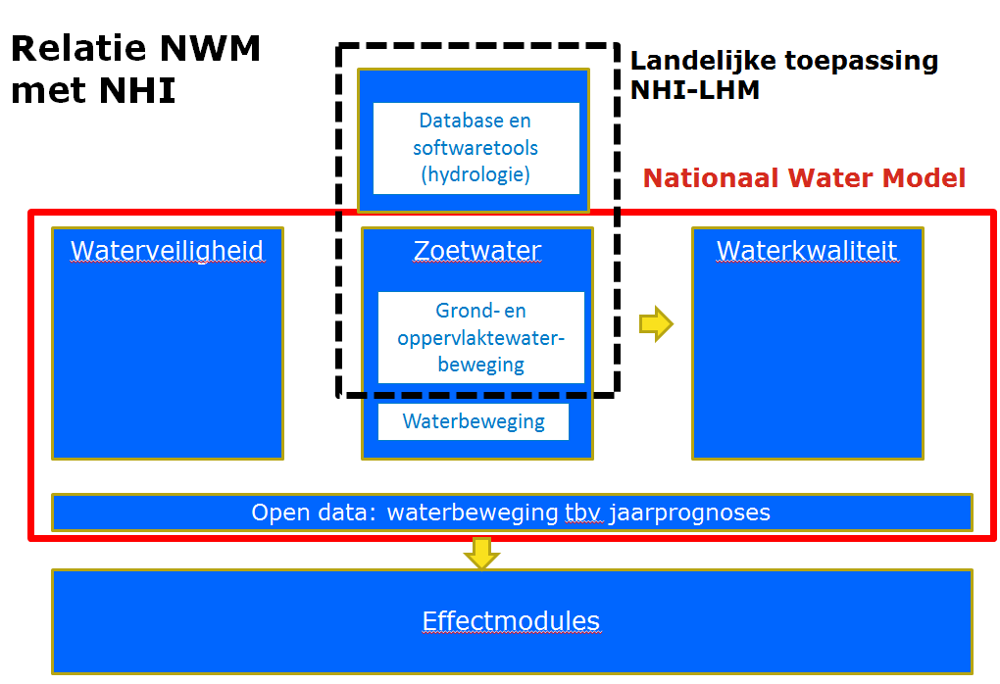 Relatie NWM
met NHI
Landelijke toepassing
NHI-LHM
Database en
softwaretools
(hydrologie)
Nationaal Water Model
Waterveiligheid
Zoetwater
Waterkwaliteit
Grond- en
oppervlaktewater-
beweging
Waterbeweging
Open data: waterbeweging tbv jaarprognoses
Effectmodules